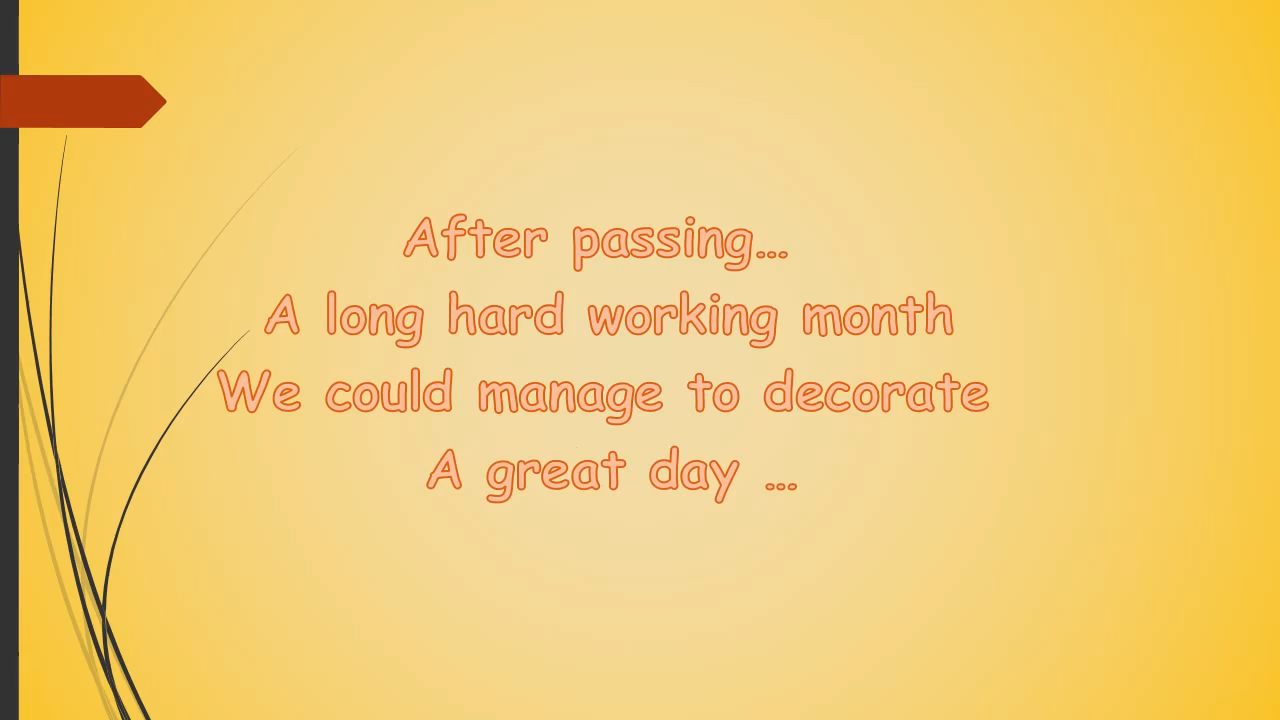 After passing...
A long hard working month
We could manage to decorate
A great day ...